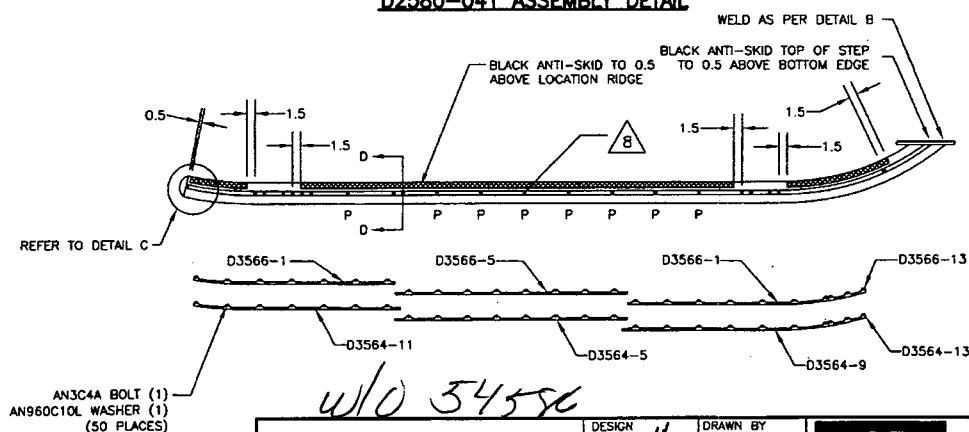 D2580-041 ASSEMBLY DETAIL
WELD AS PER DETAIL B
BLACK ANTI-SKID TO 0.5
ABOVE LOCATION RIDGE
BLACK ANTI-SKID TOP OF STEP
TO 0.5 ABOVE BOTTOM EDGE
0.5
1.5
1.5
8
1.5
1.5
1.5
D
D
P P P P P P P P
REFER TO DETAIL C
D3566-1
D3566-5
D3566-1
D3566-13
D3564-11
D3564-5
D3564-9
D3564-13
AN3C4A BOLT (1)
AN960C10L WASHER (1)
(50 PLACES)
W/O 54586
DESIGN
DRAWN BY